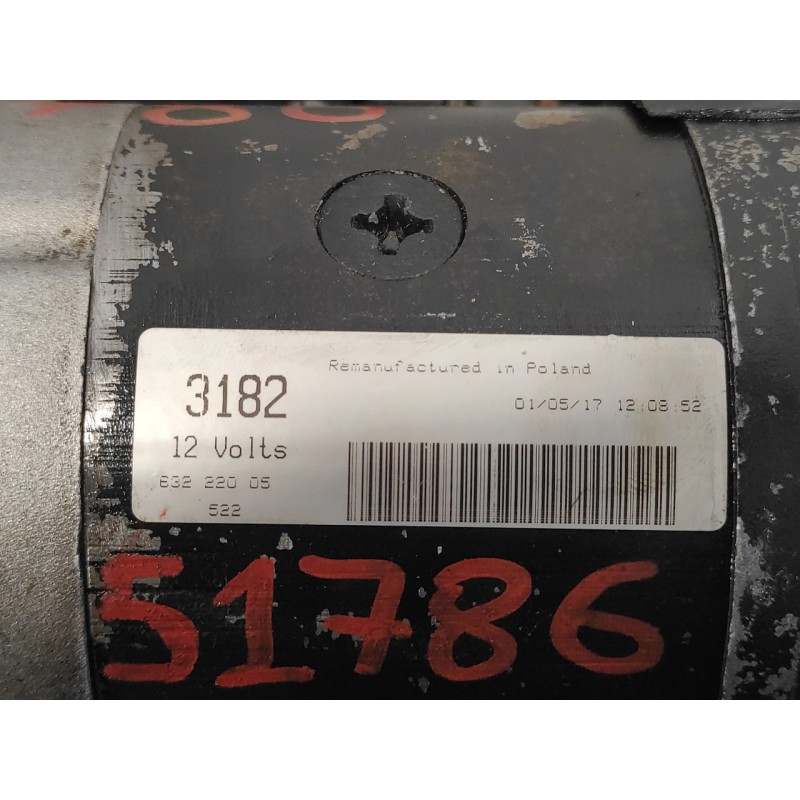 Remanufactured in Poland
3182
01/05/17 12:08:52
12 Volts
632 220 05
522
51786